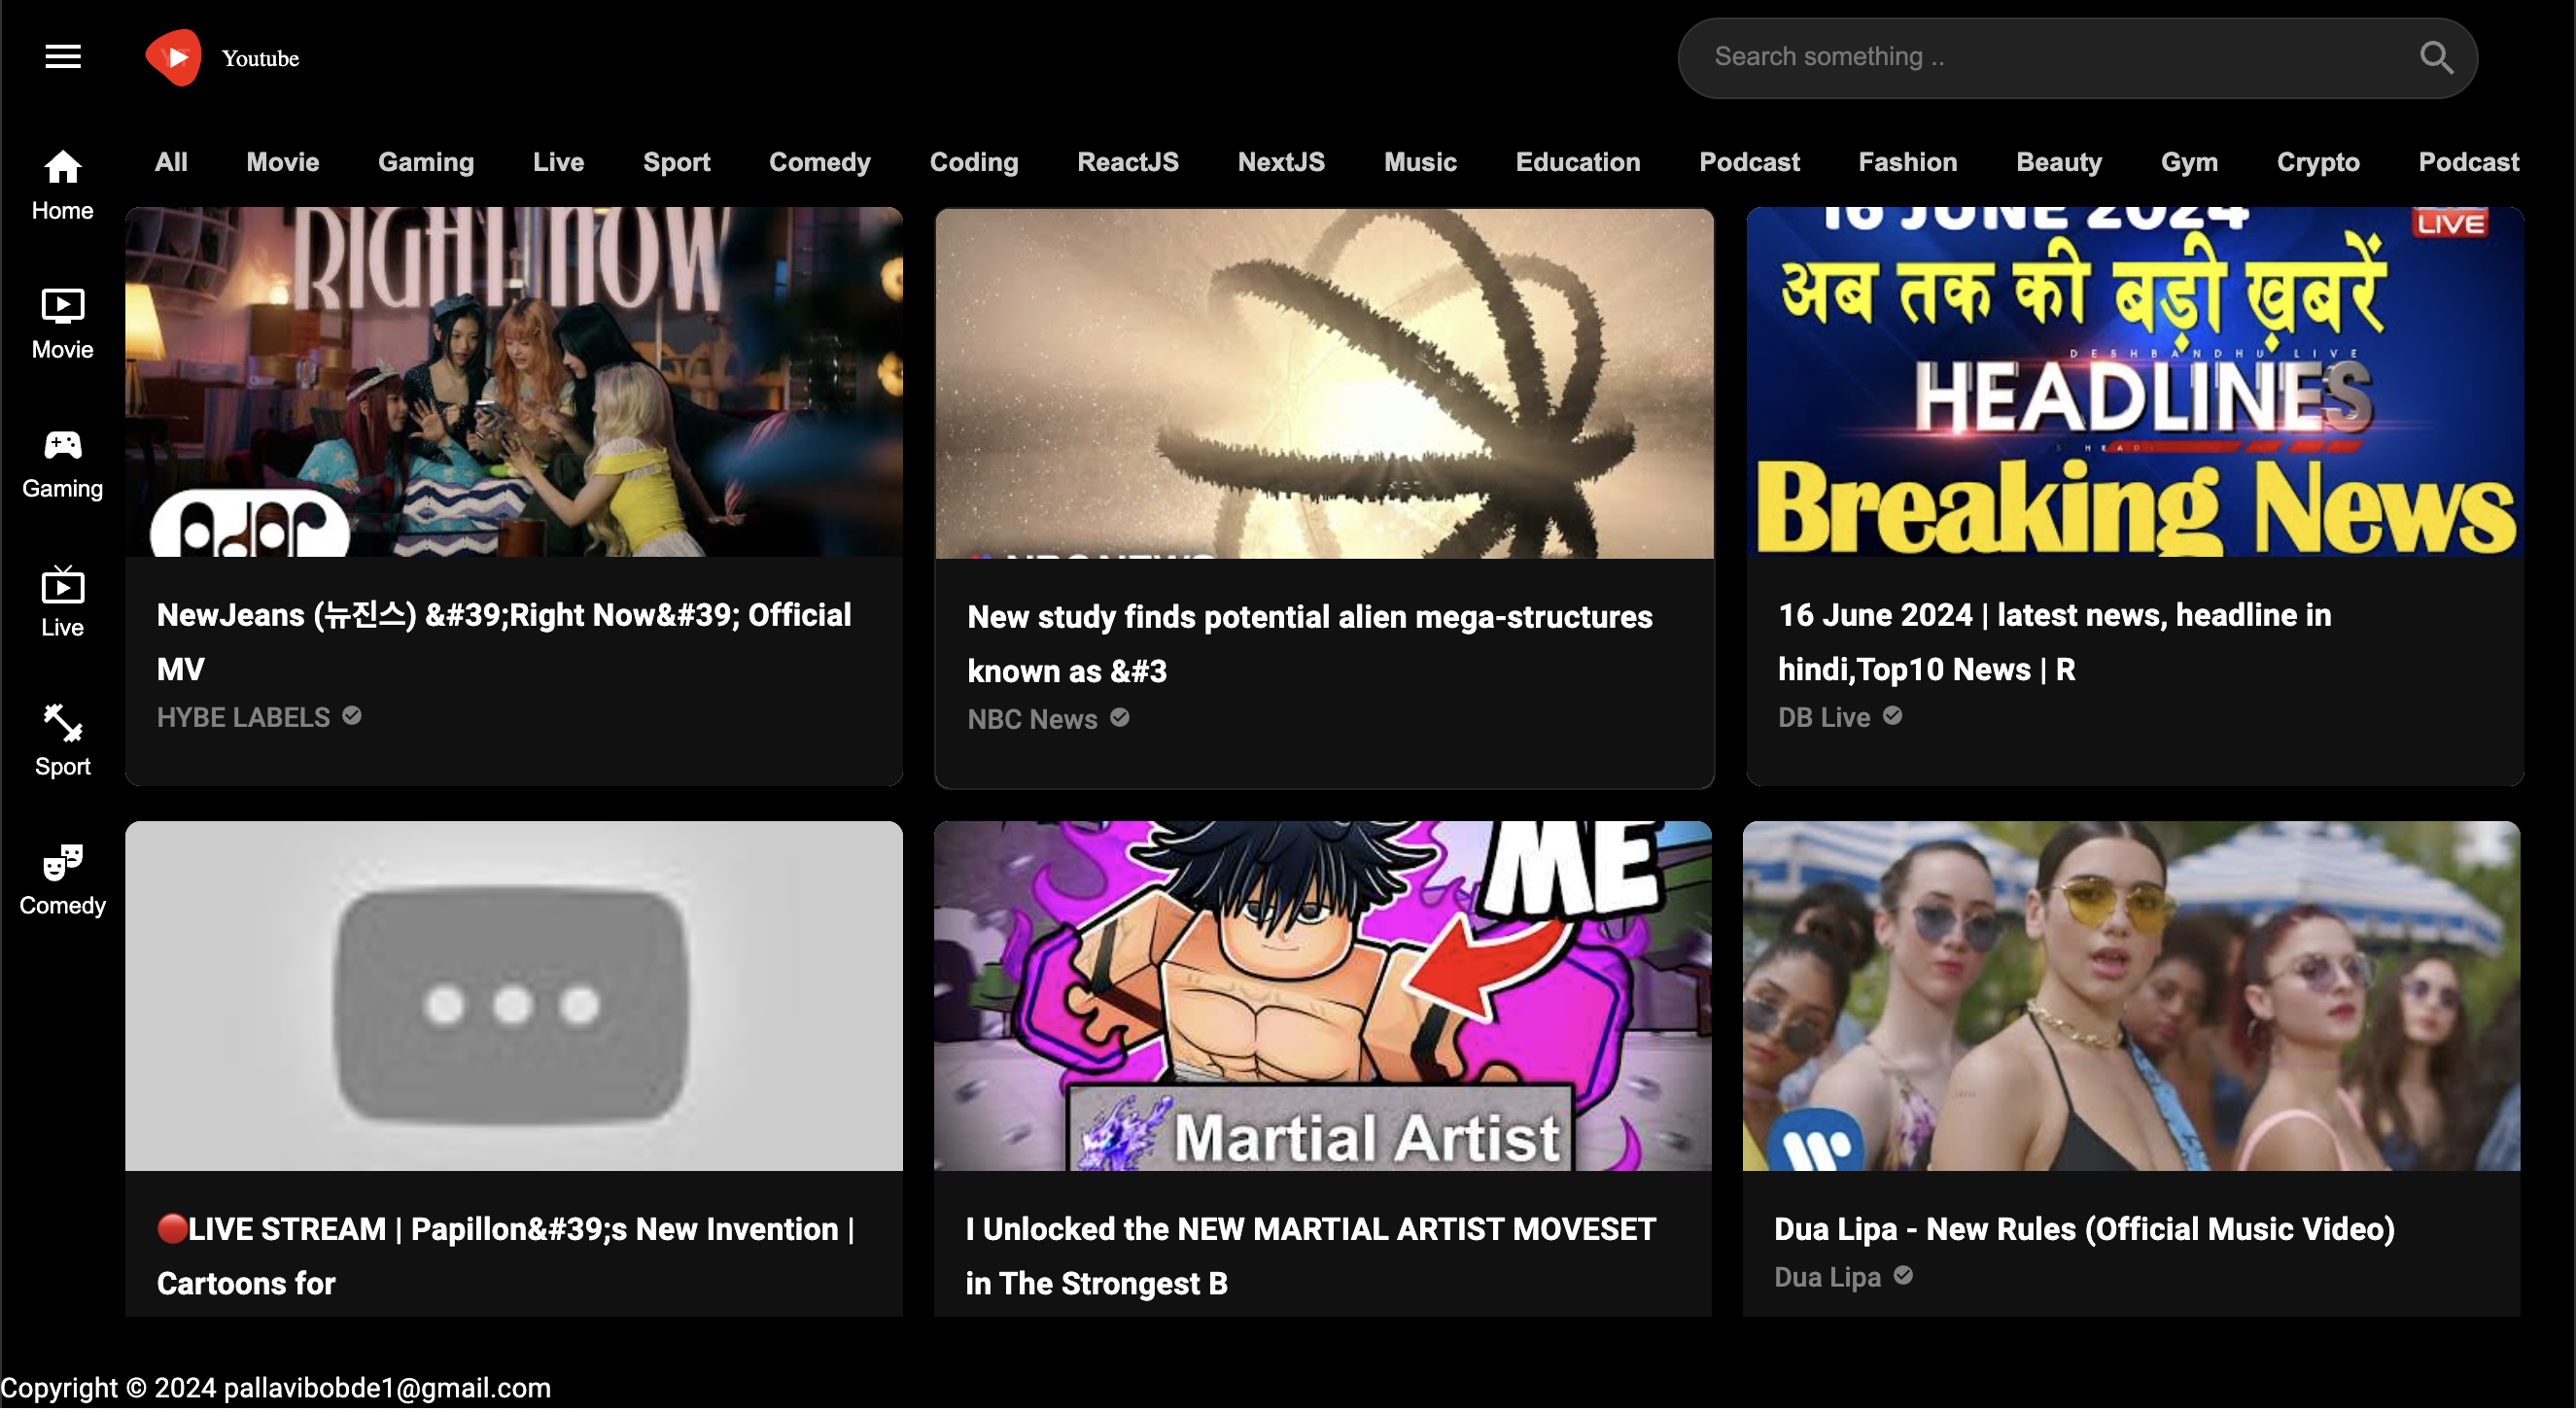 Youtube
Search something ..
All Movie Gaming Live Sport Comedy Coding ReactJS NextJS Music Education Podcast Fashion Beauty Gym Crypto Podcast
Home
Movie
Gaming
Live
Sport
Comedy
RIGHT NOW
NBC NEWS
16 JUNE 2024
LIVE
अब तक की बड़ी ख़बरें
DESHBANDHU LIVE
HEADLINES
Breaking News
NewJeans (뉴진스) &#39;Right Now&#39; Official
MV
HYBE LABELS
New study finds potential alien mega-structures
known as &#3
NBC News
16 June 2024 | latest news, headline in
hindi,Top10 News | R
DB Live
ME
Martial Artist
🔴LIVE STREAM | Papillon&#39;s New Invention |
Cartoons for
I Unlocked the NEW MARTIAL ARTIST MOVESET
in The Strongest B
Dua Lipa - New Rules (Official Music Video)
Dua Lipa
Copyright © 2024 pallavibobde1@gmail.com